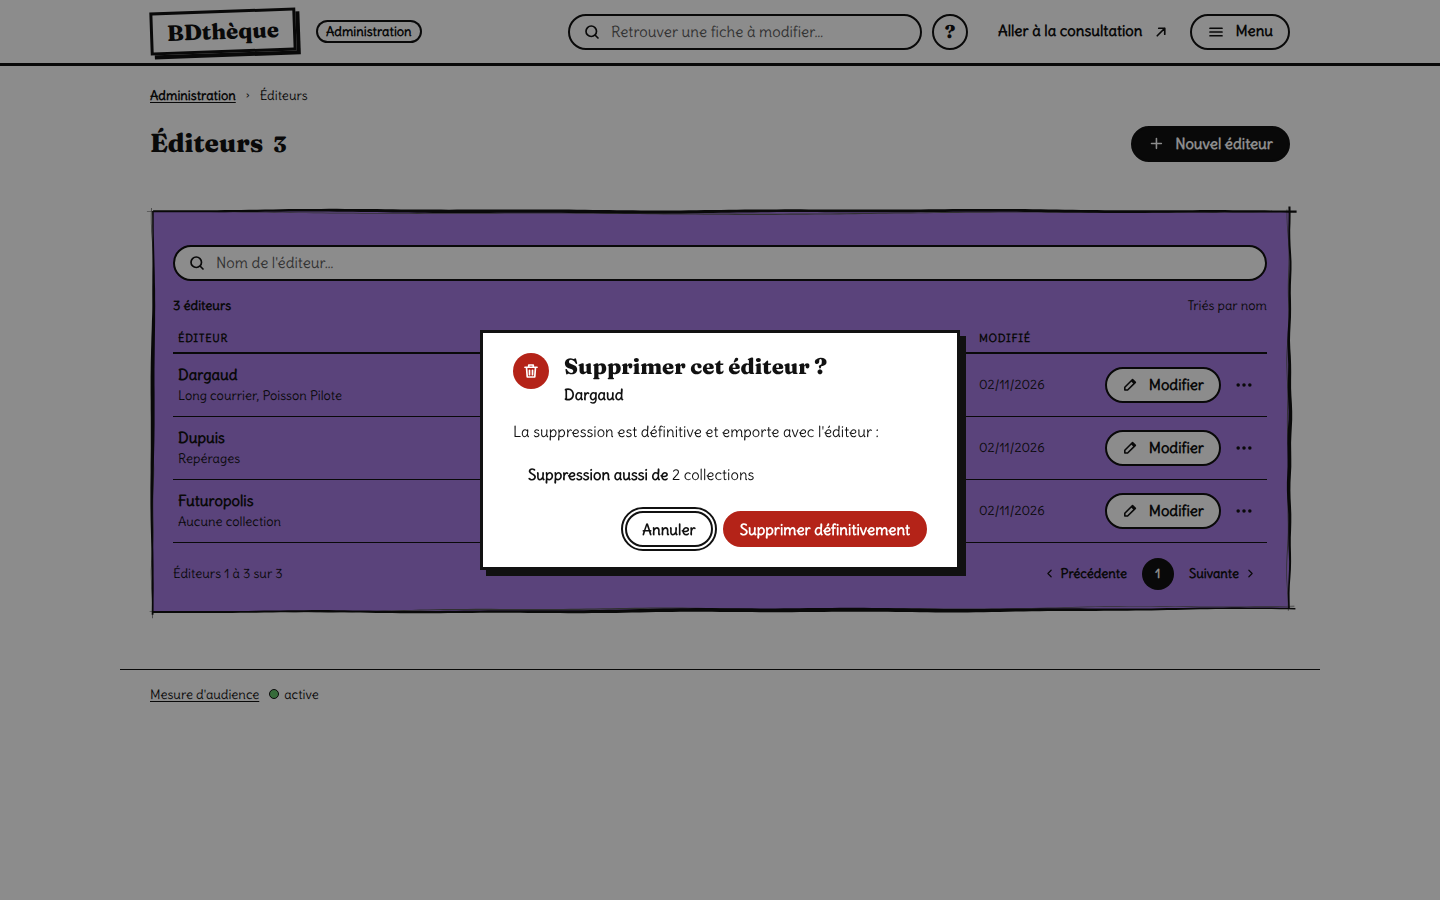 BDthèque
Administration
Retrouver une fiche à modifier...
?
Aller à la consultation
Menu
Administration › Éditeurs
Éditeurs 3
Nouvel éditeur
Nom de l'éditeur...
3 éditeurs
Triés par nom
ÉDITEUR
MODIFIÉ
Dargaud
Long courrier, Poisson Pilote
02/11/2026
Modifier
Dupuis
Repérages
02/11/2026
Modifier
Futuropolis
Aucune collection
02/11/2026
Modifier
Supprimer cet éditeur ?
Dargaud
La suppression est définitive et emporte avec l'éditeur :
Suppression aussi de 2 collections
Annuler
Supprimer définitivement
Éditeurs 1 à 3 sur 3
Précédente
1
Suivante
Mesure d'audience
active